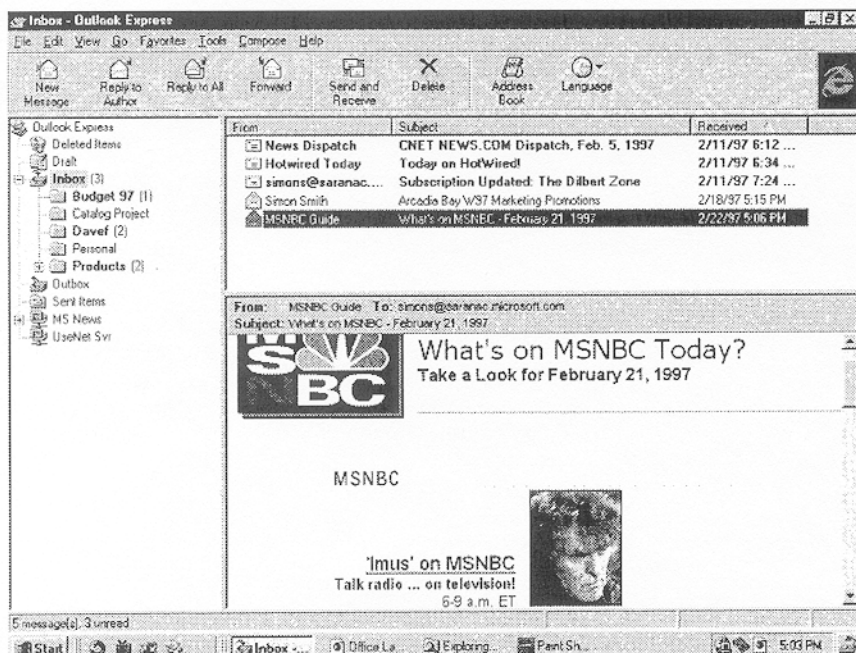 Inbox - Outlook Express
File Edit View Go Favorites Tools Compose Help
New Message
Reply to Author
Reply to All
Forward
Send and Receive
Delete
Address Book
Language
Outlook Express
Deleted Items
Draft
Inbox (3)
Budget 97 (1)
Catalog Project
Davef (2)
Personal
Products (2)
Outbox
Sent Items
MS News
UseNet Svr
From Subject Received
News Dispatch CNET NEWS.COM Dispatch, Feb. 5, 1997 2/11/97 6:12 ...
Hotwired Today Today on HotWired! 2/11/97 6:34 ...
simons@saranac.... Subscription Updated: The Dilbert Zone 2/11/97 7:24 ...
Simon Smith Arcadia Bay W97 Marketing Promotions 2/18/97 5:15 PM
MSNBC Guide What's on MSNBC - February 21, 1997 2/22/97 5:06 PM
From: MSNBC Guide To: simons@saranac.microsoft.com
Subject: What's on MSNBC - February 21, 1997
MSNBC
What's on MSNBC Today?
Take a Look for February 21, 1997
MSNBC
'Imus' on MSNBC
Talk radio ... on television!
6-9 a.m. ET
5 message(s), 3 unread
Start Inbox -... Office La... Exploring... Paint Sh... 5:03 PM